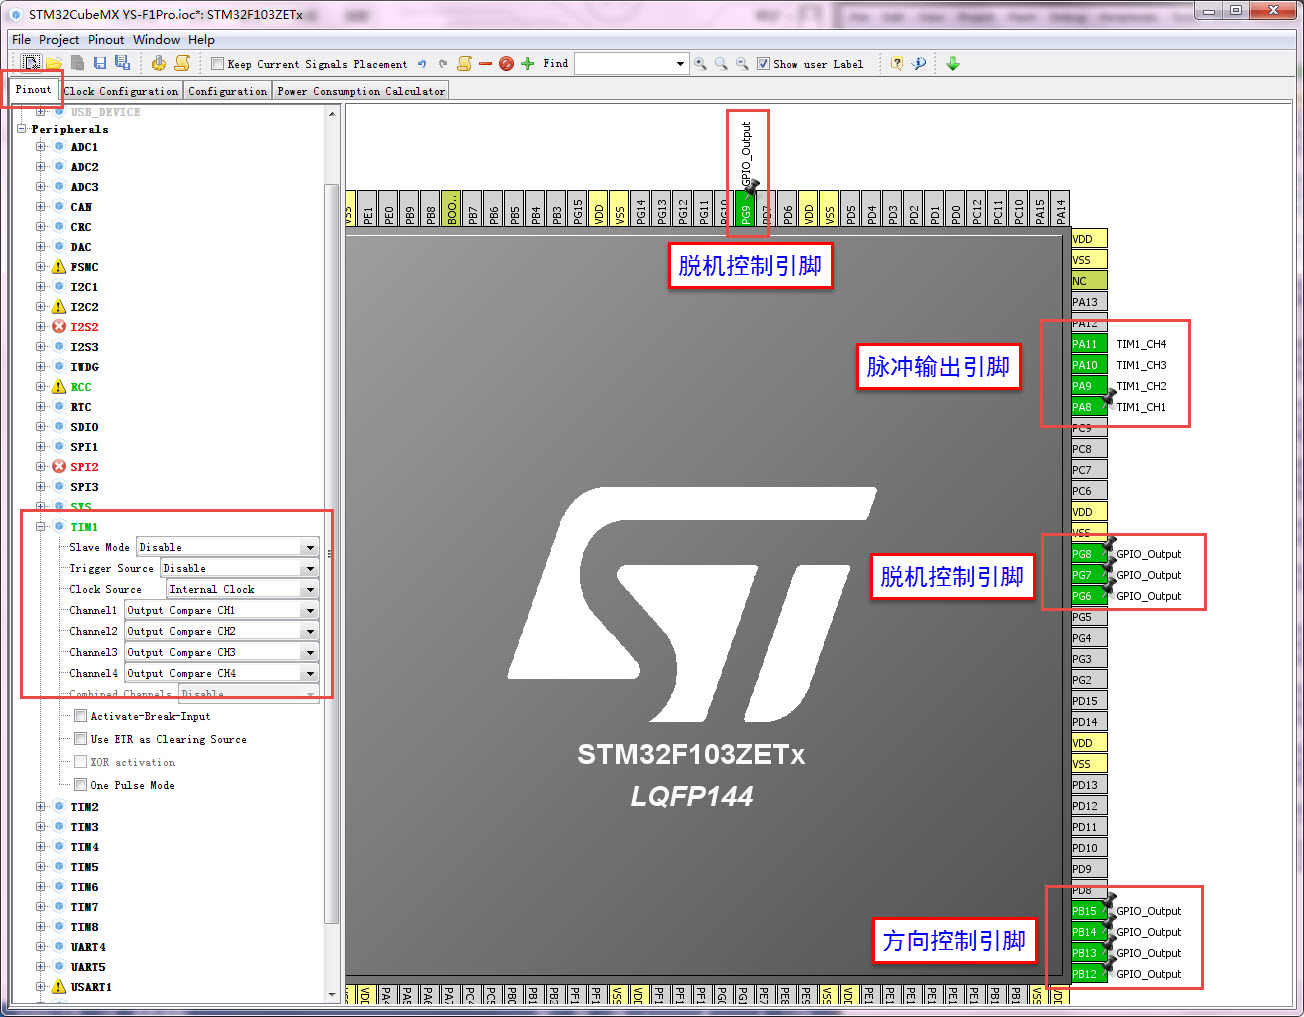 STM32CubeMX YS-F1Pro.ioc*: STM32F103ZETx
File Project Pinout Window Help
Keep Current Signals Placement
Find
Show user Label
Pinout
Clock Configuration
Configuration
Power Consumption Calculator
USB_DEVICE
Peripherals
ADC1
ADC2
ADC3
CAN
CRC
DAC
FSMC
I2C1
I2C2
I2S2
I2S3
IWDG
RCC
RTC
SDIO
SPI1
SPI2
SPI3
SYS
TIM1
Slave Mode Disable
Trigger Source Disable
Clock Source Internal Clock
Channel1 Output Compare CH1
Channel2 Output Compare CH2
Channel3 Output Compare CH3
Channel4 Output Compare CH4
Combined Channels Disable
Activate-Break-Input
Use ETR as Clearing Source
XOR activation
One Pulse Mode
TIM2
TIM3
TIM4
TIM5
TIM6
TIM7
TIM8
UART4
UART5
USART1
GPIO_Output
VSS
PE1
PE0
PB9
PB8
BOO...
PB7
PB6
PB5
PB4
PB3
PG15
VDD
VSS
PG14
PG13
PG12
PG11
PG10
PG9
PD7
PD6
VDD
VSS
PD5
PD4
PD3
PD2
PD1
PD0
PC12
PC11
PC10
PA15
PA14
脱机控制引脚
VDD
VSS
NC
PA13
PA12
PA11 TIM1_CH4
PA10 TIM1_CH3
PA9 TIM1_CH2
PA8 TIM1_CH1
脉冲输出引脚
PC9
PC8
PC7
PC6
VDD
VSS
PG8 GPIO_Output
PG7 GPIO_Output
PG6 GPIO_Output
脱机控制引脚
PG5
PG4
PG3
PG2
PD15
PD14
VDD
VSS
PD13
PD12
PD11
PD10
PD9
PD8
PB15 GPIO_Output
PB14 GPIO_Output
PB13 GPIO_Output
PB12 GPIO_Output
方向控制引脚
STM32F103ZETx
LQFP144